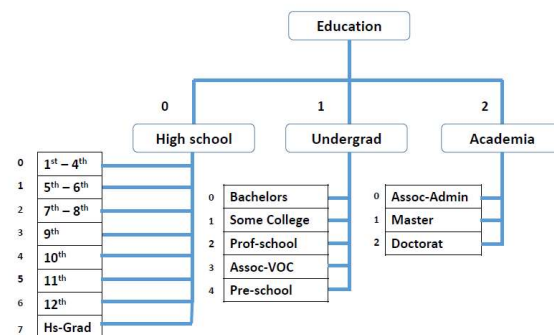 Education
0 1 2
High school Undergrad Academia
0 1st – 4th
1 5th – 6th
2 7th – 8th
3 9th
4 10th
5 11th
6 12th
7 Hs-Grad
0 Bachelors
1 Some College
2 Prof-school
3 Assoc-VOC
4 Pre-school
0 Assoc-Admin
1 Master
2 Doctorat